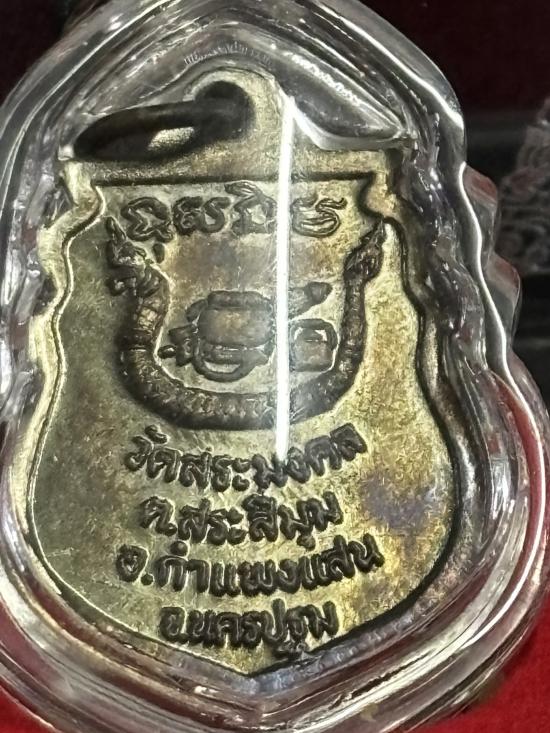 วัดสระมงคล
ต.สระสี่มุม
อ.กำแพงแสน
จ.นครปฐม